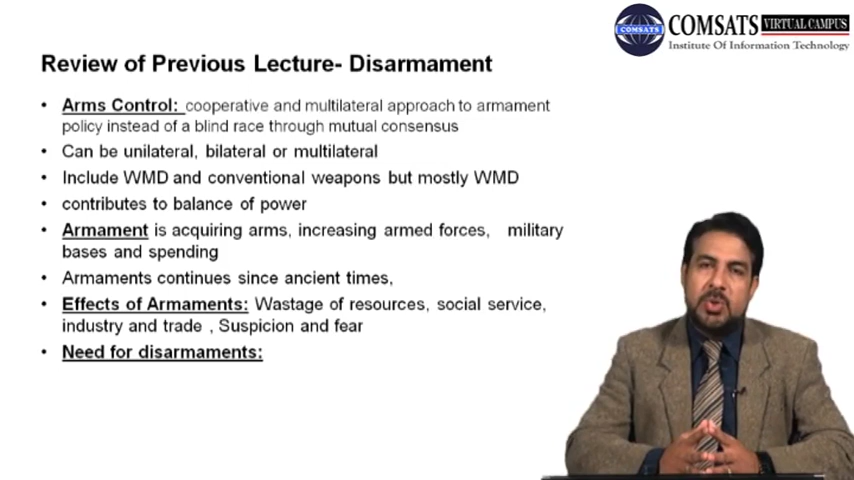 COMSATS
COMSATS VIRTUAL CAMPUS
Institute Of Information Technology
Review of Previous Lecture- Disarmament
• Arms Control: cooperative and multilateral approach to armament
policy instead of a blind race through mutual consensus
• Can be unilateral, bilateral or multilateral
• Include WMD and conventional weapons but mostly WMD
• contributes to balance of power
• Armament is acquiring arms, increasing armed forces, military
bases and spending
• Armaments continues since ancient times,
• Effects of Armaments: Wastage of resources, social service,
industry and trade , Suspicion and fear
• Need for disarmaments: